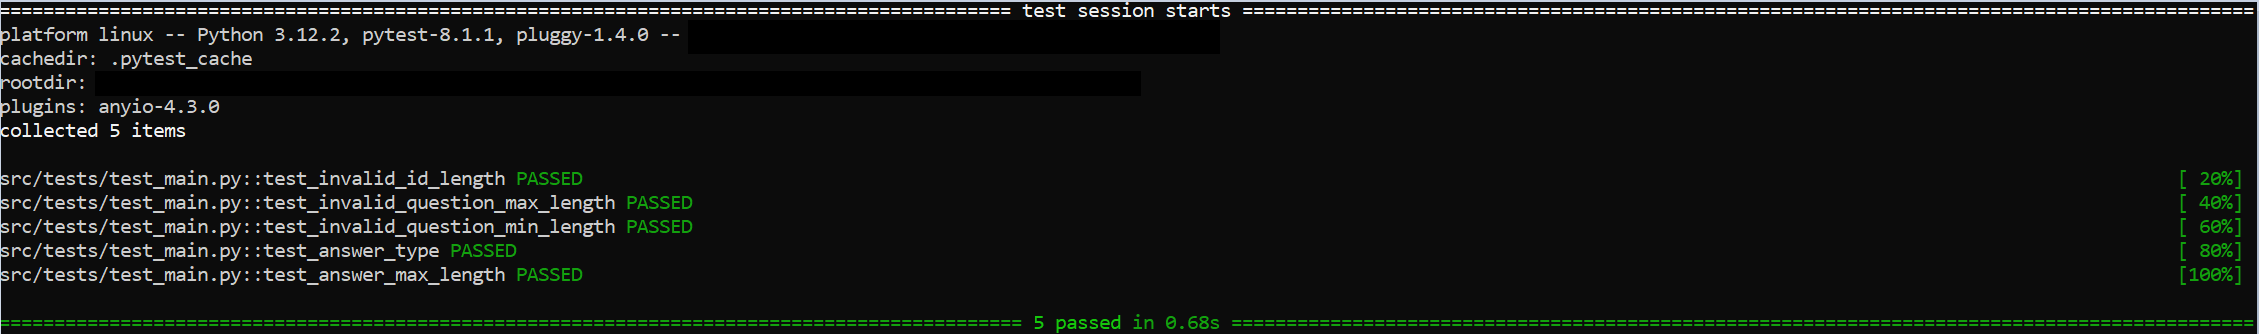 ============================================================================================ test session starts ============================================================================================
platform linux -- Python 3.12.2, pytest-8.1.1, pluggy-1.4.0 --
cachedir: .pytest_cache
rootdir:
plugins: anyio-4.3.0
collected 5 items
src/tests/test_main.py::test_invalid_id_length PASSED [ 20%]
src/tests/test_main.py::test_invalid_question_max_length PASSED [ 40%]
src/tests/test_main.py::test_invalid_question_min_length PASSED [ 60%]
src/tests/test_main.py::test_answer_type PASSED [ 80%]
src/tests/test_main.py::test_answer_max_length PASSED [100%]
============================================================================================= 5 passed in 0.68s =============================================================================================